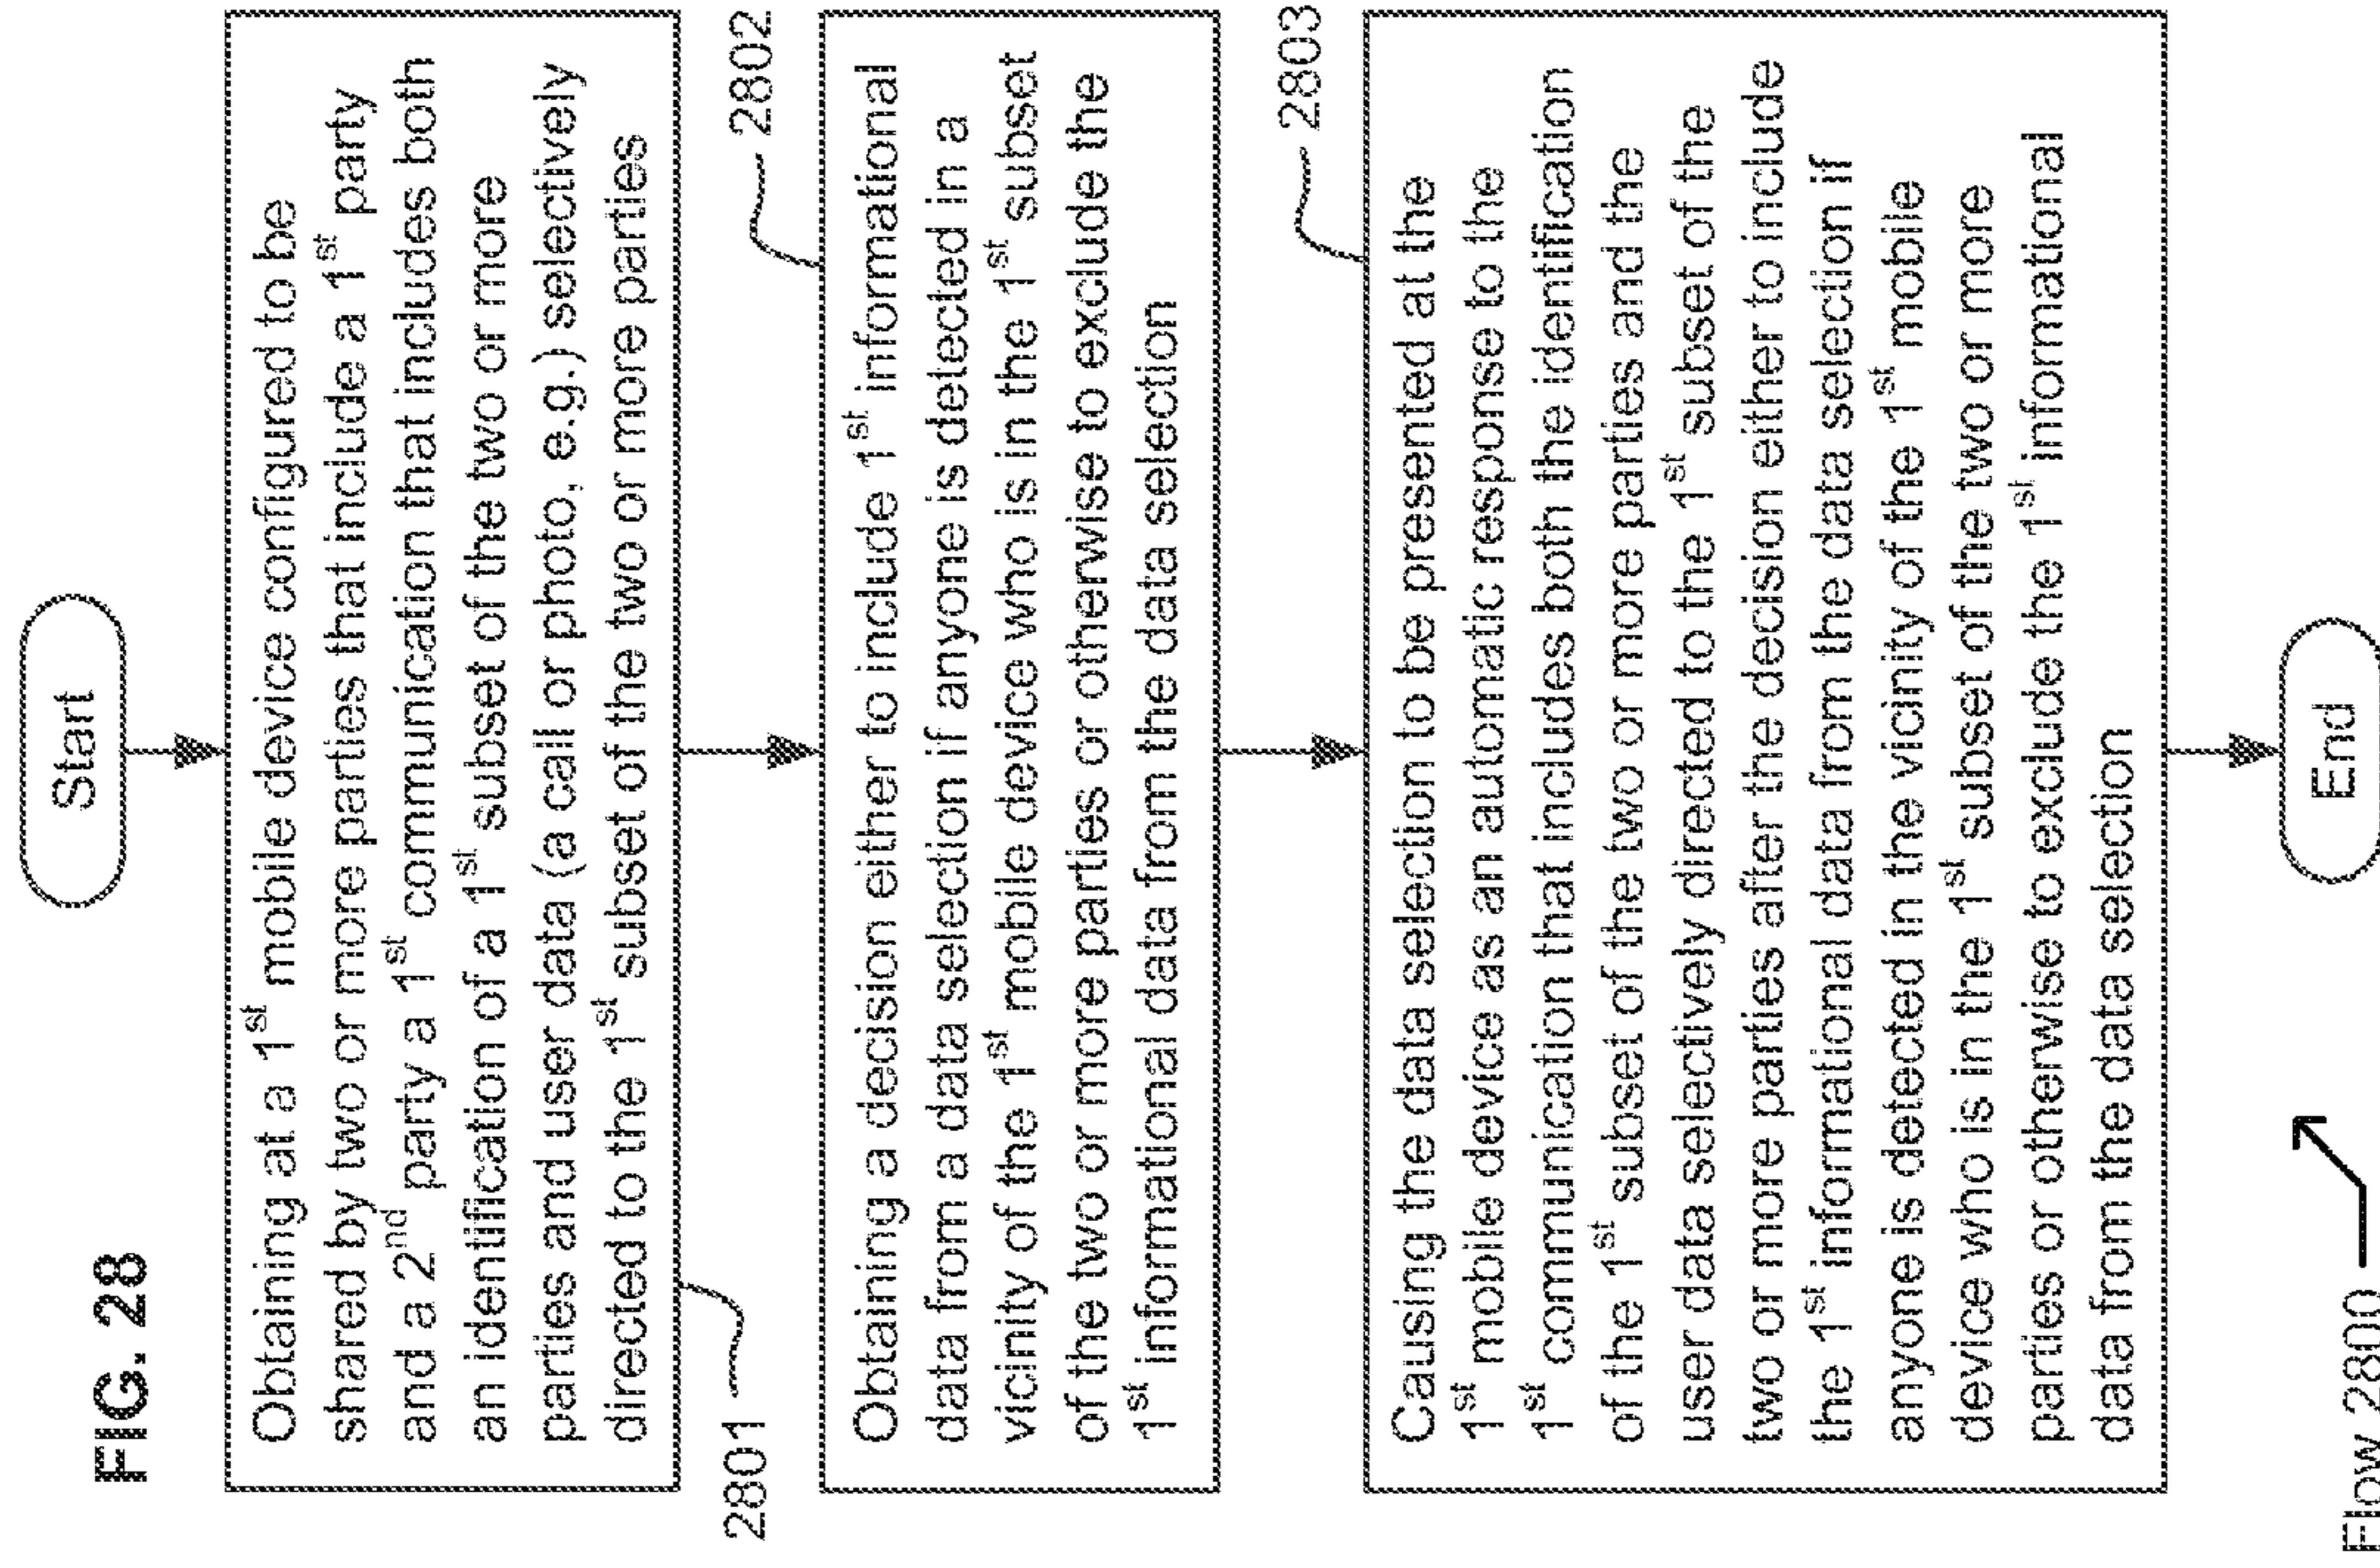 FIG. 28
Start
Obtaining at a 1st mobile device configured to be
shared by two or more parties that include a 1st party
and a 2nd party a 1st communication that includes both
an identification of a 1st subset of the two or more
parties and user data (a call or photo, e.g.) selectively
directed to the 1st subset of the two or more parties
2801
2802
Obtaining a decision either to include 1st informational
data from a data selection if anyone is detected in a
vicinity of the 1st mobile device who is in the 1st subset
of the two or more parties or otherwise to exclude the
1st informational data from the data selection
2803
Causing the data selection to be presented at the
1st mobile device as an automatic response to the
1st communication that includes both the identification
of the 1st subset of the two or more parties and the
user data selectively directed to the 1st subset of the
two or more parties after the decision either to include
the 1st informational data from the data selection if
anyone is detected in the vicinity of the 1st mobile
device who is in the 1st subset of the two or more
parties or otherwise to exclude the 1st informational
data from the data selection
End
Flow 2800